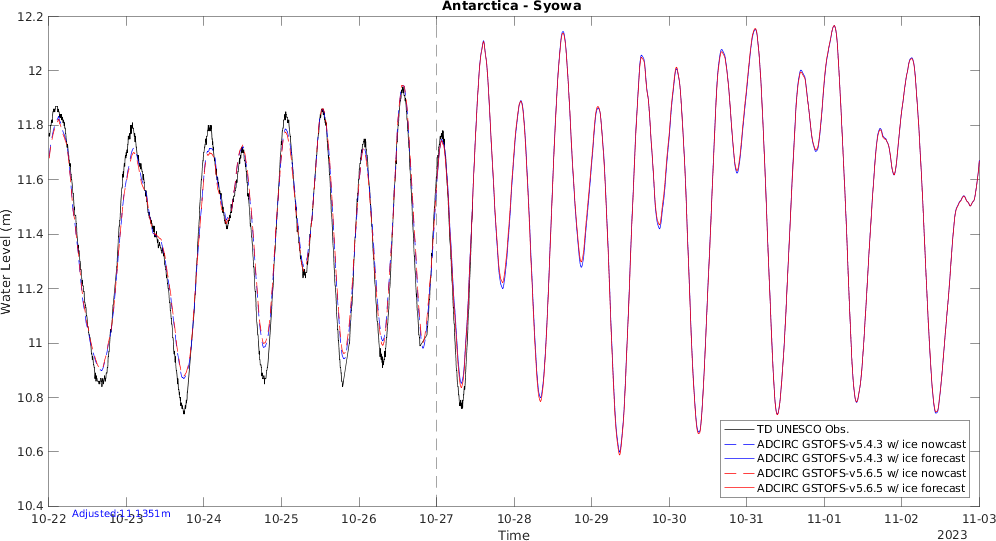 Antarctica - Syowa
12.2
12
11.8
11.6
11.4
11.2
11
10.8
10.6
10.4
Water Level (m)
TD UNESCO Obs.
ADCIRC GSTOFS-v5.4.3 w/ ice nowcast
ADCIRC GSTOFS-v5.4.3 w/ ice forecast
ADCIRC GSTOFS-v5.6.5 w/ ice nowcast
ADCIRC GSTOFS-v5.6.5 w/ ice forecast
Adjusted:11.1351m
10-22 10-23 10-24 10-25 10-26 10-27 10-28 10-29 10-30 10-31 11-01 11-02 11-03
Time
2023